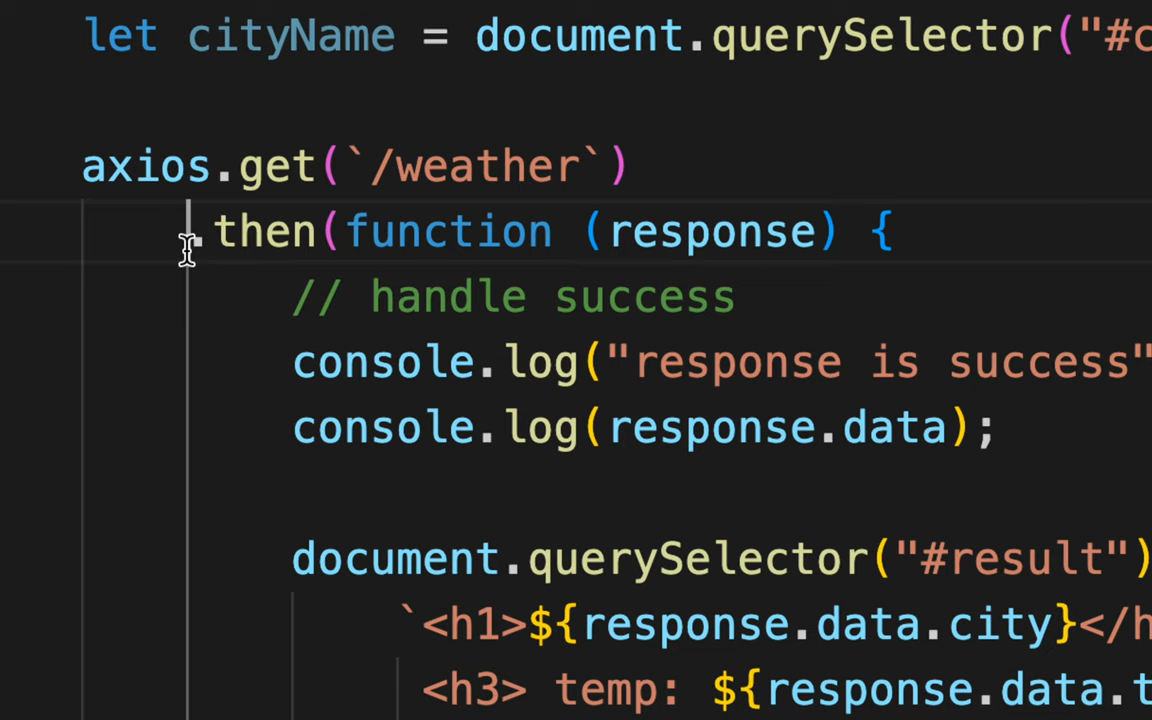 let cityName = document.querySelector("#c
axios.get(`/weather`)
.then(function (response) {
// handle success
console.log("response is success"
console.log(response.data);
document.querySelector("#result")
`<h1>${response.data.city}</h
<h3> temp: ${response.data.t